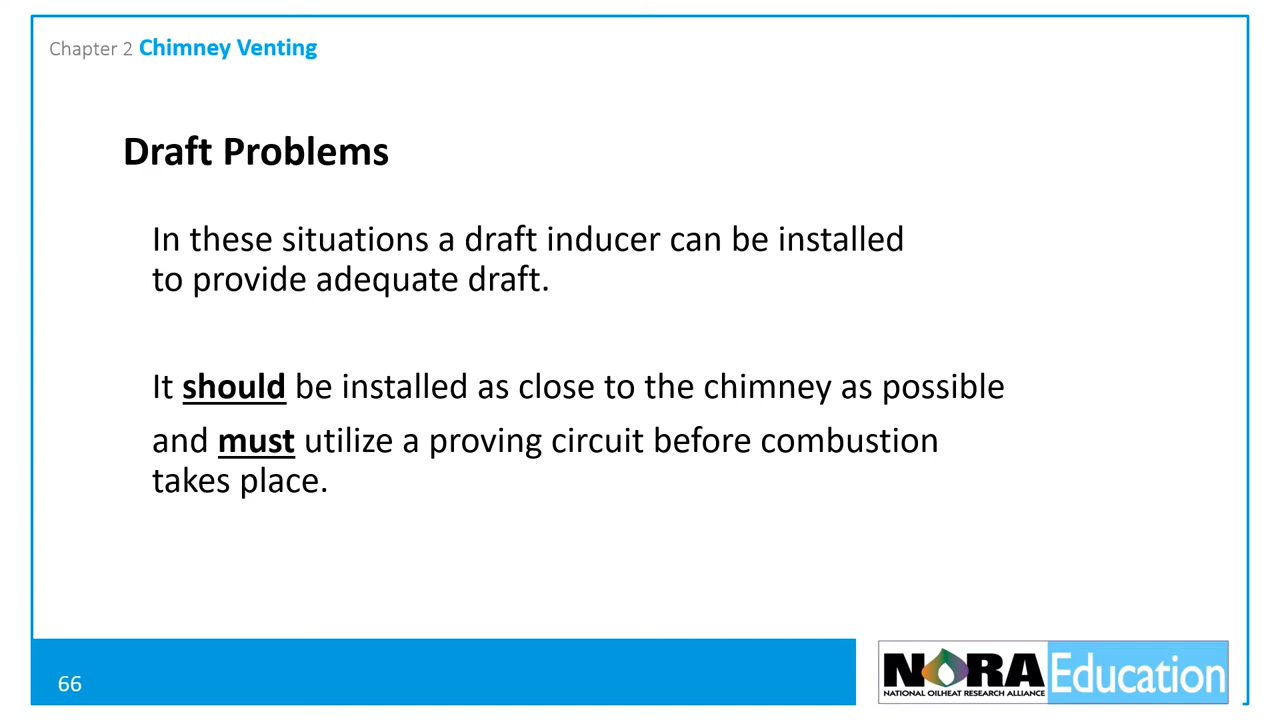 Chapter 2 Chimney Venting
Draft Problems
In these situations a draft inducer can be installed
to provide adequate draft.
It should be installed as close to the chimney as possible
and must utilize a proving circuit before combustion
takes place.
66
NORA Education
NATIONAL OILHEAT RESEARCH ALLIANCE